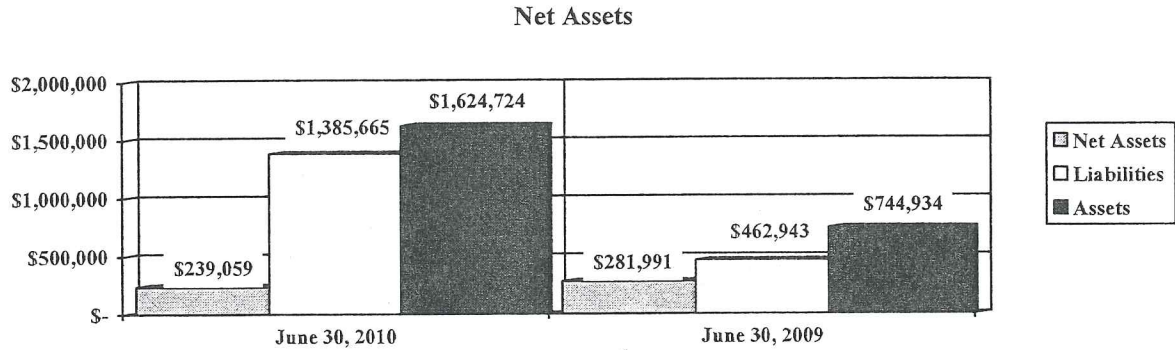 Net Assets
$2,000,000
$1,500,000
$1,000,000
$500,000
$-
$239,059
$1,385,665
$1,624,724
$281,991
$462,943
$744,934
June 30, 2010
June 30, 2009
Net Assets
Liabilities
Assets